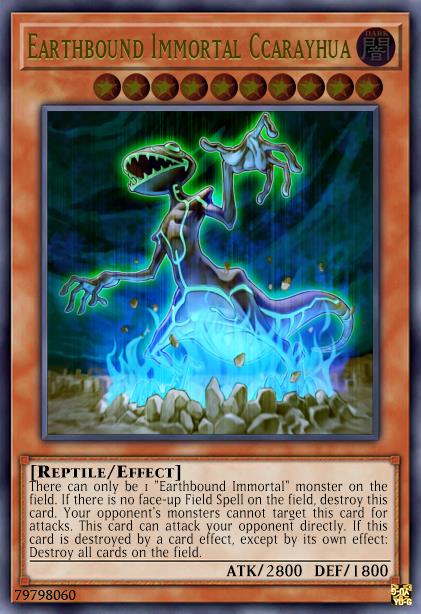 Earthbound Immortal Ccarayhua
DARK
闇
[Reptile/Effect]
There can only be 1 "Earthbound Immortal" monster on the
field. If there is no face-up Field Spell on the field, destroy this
card. Your opponent's monsters cannot target this card for
attacks. This card can attack your opponent directly. If this
card is destroyed by a card effect, except by its own effect:
Destroy all cards on the field.
ATK/2800 DEF/1800
79798060